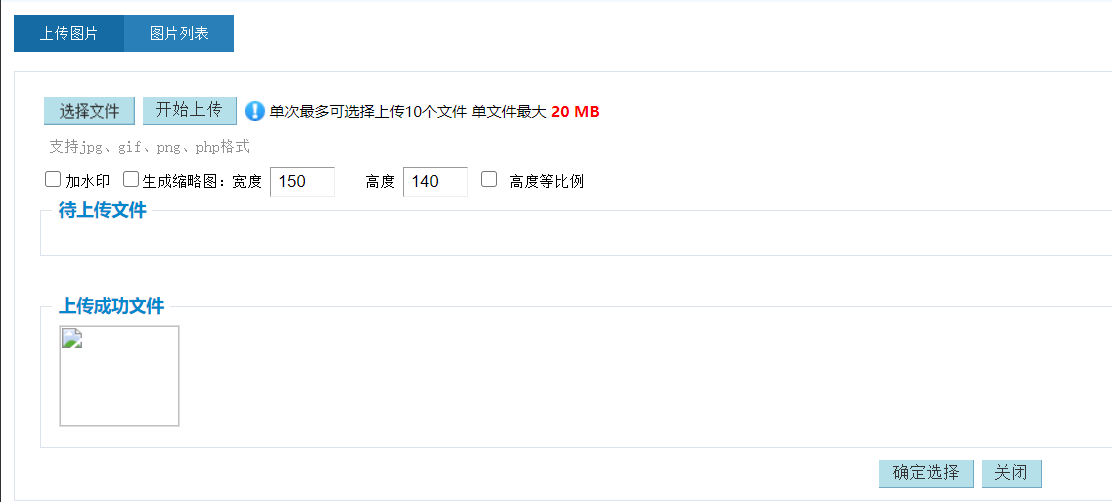 上传图片 图片列表
选择文件 开始上传 单次最多可选择上传10个文件 单文件最大 20 MB
支持jpg、gif、png、php格式
加水印 生成缩略图：宽度 150 高度 140 高度等比例
待上传文件
上传成功文件
确定选择 关闭